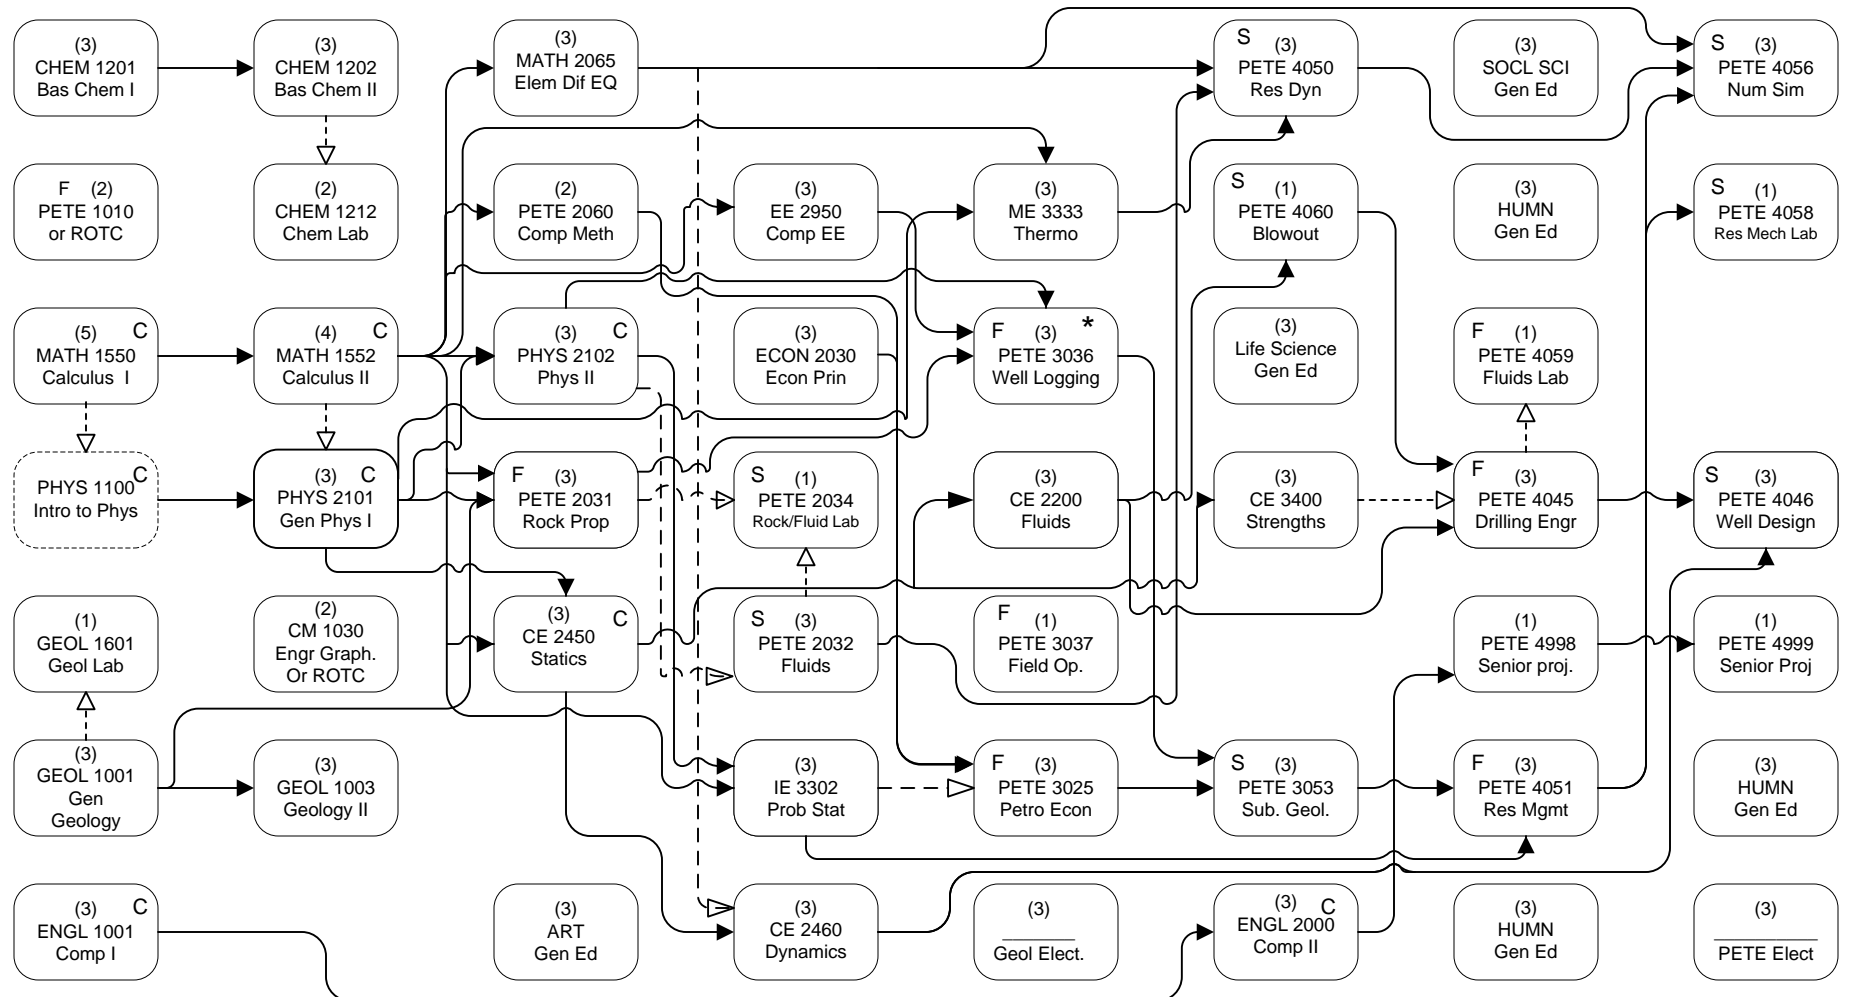 (3)
CHEM 1201
Bas Chem I
(3)
CHEM 1202
Bas Chem II
(3)
MATH 2065
Elem Dif EQ
S (3)
PETE 4050
Res Dyn
(3)
SOCL SCI
Gen Ed
S (3)
PETE 4056
Num Sim
F (2)
PETE 1010
or ROTC
(2)
CHEM 1212
Chem Lab
(2)
PETE 2060
Comp Meth
(3)
EE 2950
Comp EE
(3)
ME 3333
Thermo
S (1)
PETE 4060
Blowout
(3)
HUMN
Gen Ed
S (1)
PETE 4058
Res Mech Lab
(5) C
MATH 1550
Calculus I
(4) C
MATH 1552
Calculus II
(3) C
PHYS 2102
Phys II
(3)
ECON 2030
Econ Prin
F (3) *
PETE 3036
Well Logging
(3)
Life Science
Gen Ed
F (1)
PETE 4059
Fluids Lab
PHYS 1100 C
Intro to Phys
(3) C
PHYS 2101
Gen Phys I
F (3)
PETE 2031
Rock Prop
S (1)
PETE 2034
Rock/Fluid Lab
(3)
CE 2200
Fluids
(3)
CE 3400
Strengths
F (3)
PETE 4045
Drilling Engr
S (3)
PETE 4046
Well Design
(1)
GEOL 1601
Geol Lab
(2)
CM 1030
Engr Graph.
Or ROTC
(3) C
CE 2450
Statics
S (3)
PETE 2032
Fluids
F (1)
PETE 3037
Field Op.
(1)
PETE 4998
Senior proj.
(1)
PETE 4999
Senior Proj
(3)
GEOL 1001
Gen
Geology
(3)
GEOL 1003
Geology II
(3)
IE 3302
Prob Stat
F (3)
PETE 3025
Petro Econ
S (3)
PETE 3053
Sub. Geol.
F (3)
PETE 4051
Res Mgmt
(3)
HUMN
Gen Ed
(3) C
ENGL 1001
Comp I
(3)
ART
Gen Ed
(3)
CE 2460
Dynamics
(3)
Geol Elect.
(3) C
ENGL 2000
Comp II
(3)
HUMN
Gen Ed
(3)
PETE Elect